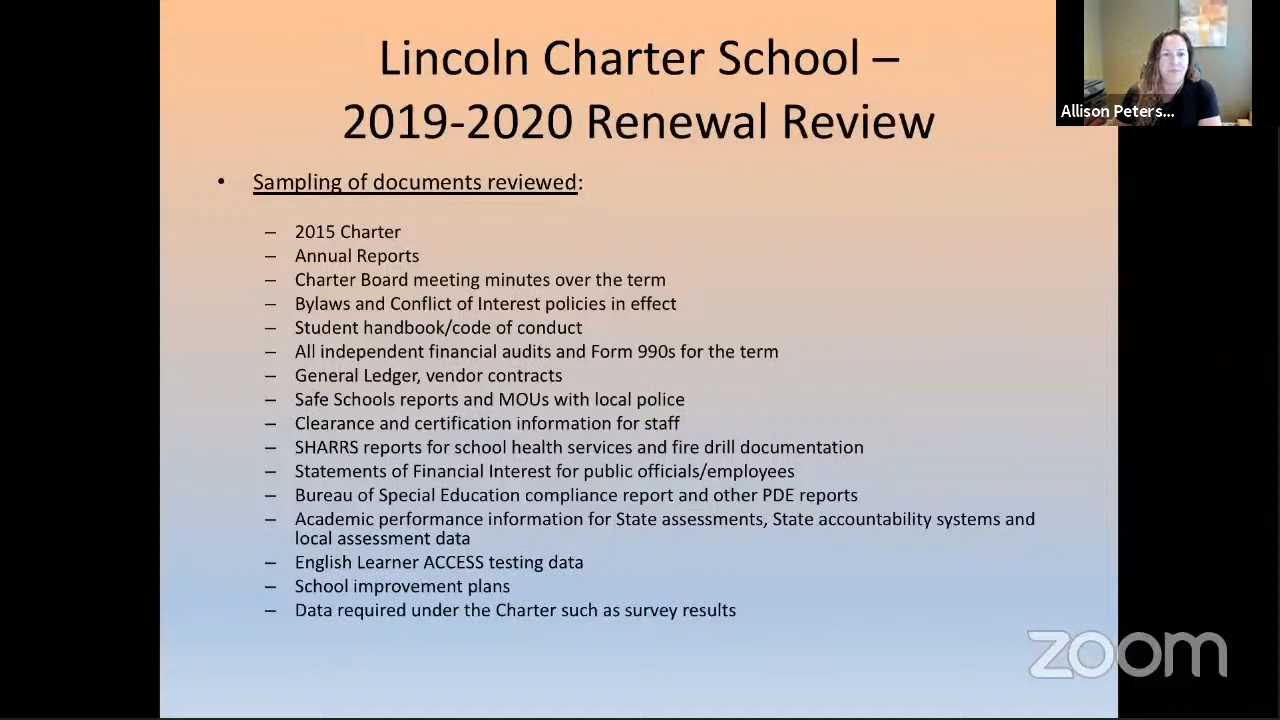 Lincoln Charter School –
2019-2020 Renewal Review
Allison Peters...
• Sampling of documents reviewed:
– 2015 Charter
– Annual Reports
– Charter Board meeting minutes over the term
– Bylaws and Conflict of Interest policies in effect
– Student handbook/code of conduct
– All independent financial audits and Form 990s for the term
– General Ledger, vendor contracts
– Safe Schools reports and MOUs with local police
– Clearance and certification information for staff
– SHARRS reports for school health services and fire drill documentation
– Statements of Financial Interest for public officials/employees
– Bureau of Special Education compliance report and other PDE reports
– Academic performance information for State assessments, State accountability systems and
local assessment data
– English Learner ACCESS testing data
– School improvement plans
– Data required under the Charter such as survey results
zoom